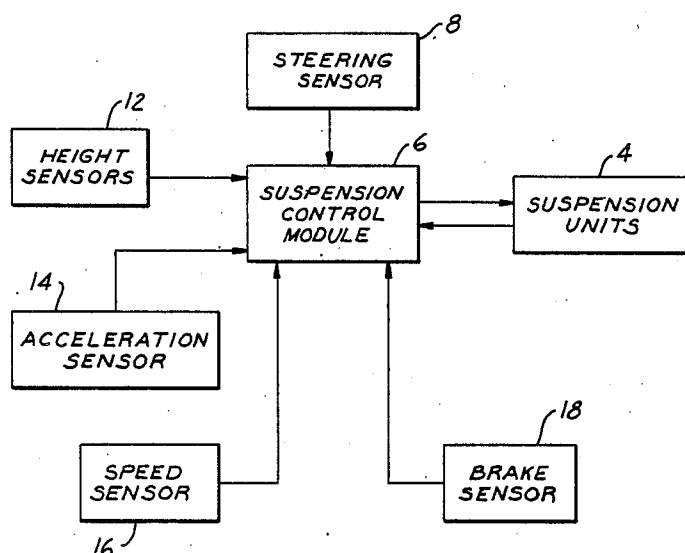 8
STEERING
SENSOR
12
HEIGHT
SENSORS
6
SUSPENSION
CONTROL
MODULE
4
SUSPENSION
UNITS
14
ACCELERATION
SENSOR
18
SPEED
SENSOR
BRAKE
SENSOR
16